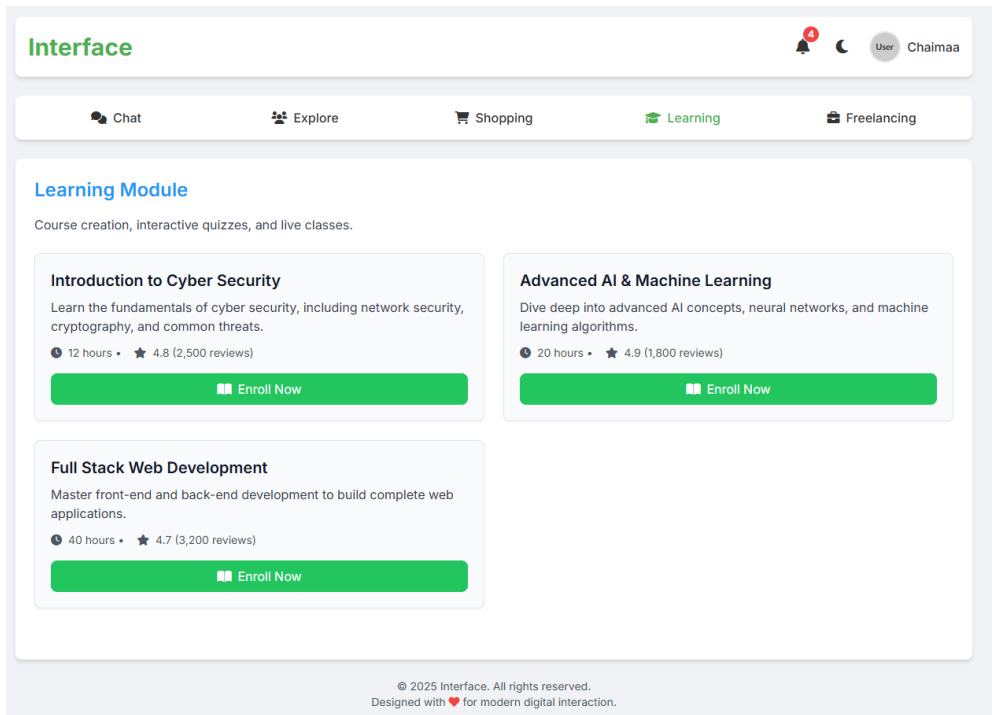 Interface
4
User
Chaimaa
Chat
Explore
Shopping
Learning
Freelancing
Learning Module
Course creation, interactive quizzes, and live classes.
Introduction to Cyber Security
Learn the fundamentals of cyber security, including network security,
cryptography, and common threats.
12 hours • 4.8 (2,500 reviews)
Enroll Now
Advanced AI & Machine Learning
Dive deep into advanced AI concepts, neural networks, and machine
learning algorithms.
20 hours • 4.9 (1,800 reviews)
Enroll Now
Full Stack Web Development
Master front-end and back-end development to build complete web
applications.
40 hours • 4.7 (3,200 reviews)
Enroll Now
© 2025 Interface. All rights reserved.
Designed with ❤ for modern digital interaction.